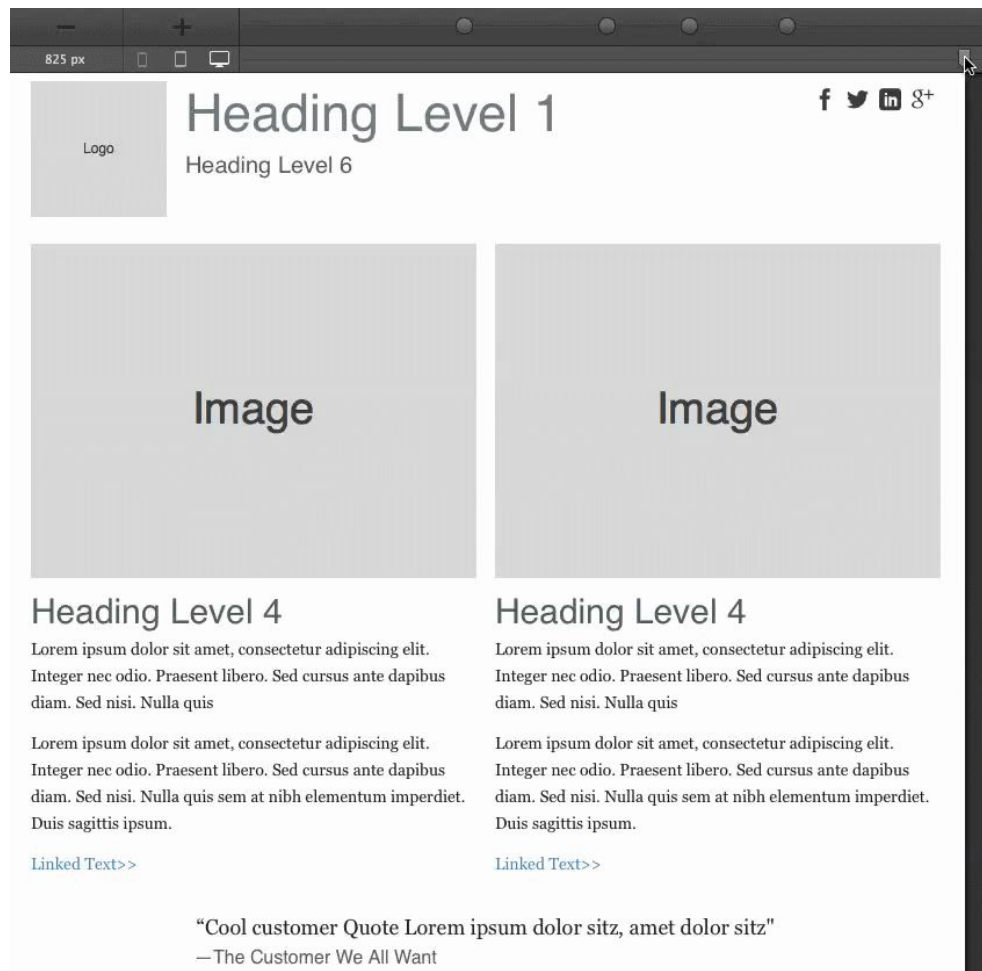 825 px
Logo
Heading Level 1
Heading Level 6
f
in
g+
Image
Image
Heading Level 4
Lorem ipsum dolor sit amet, consectetur adipiscing elit.
Integer nec odio. Praesent libero. Sed cursus ante dapibus
diam. Sed nisi. Nulla quis
Lorem ipsum dolor sit amet, consectetur adipiscing elit.
Integer nec odio. Praesent libero. Sed cursus ante dapibus
diam. Sed nisi. Nulla quis sem at nibh elementum imperdiet.
Duis sagittis ipsum.
Linked Text>>
Heading Level 4
Lorem ipsum dolor sit amet, consectetur adipiscing elit.
Integer nec odio. Praesent libero. Sed cursus ante dapibus
diam. Sed nisi. Nulla quis
Lorem ipsum dolor sit amet, consectetur adipiscing elit.
Integer nec odio. Praesent libero. Sed cursus ante dapibus
diam. Sed nisi. Nulla quis sem at nibh elementum imperdiet.
Duis sagittis ipsum.
Linked Text>>
“Cool customer Quote Lorem ipsum dolor sitz, amet dolor sitz"
—The Customer We All Want